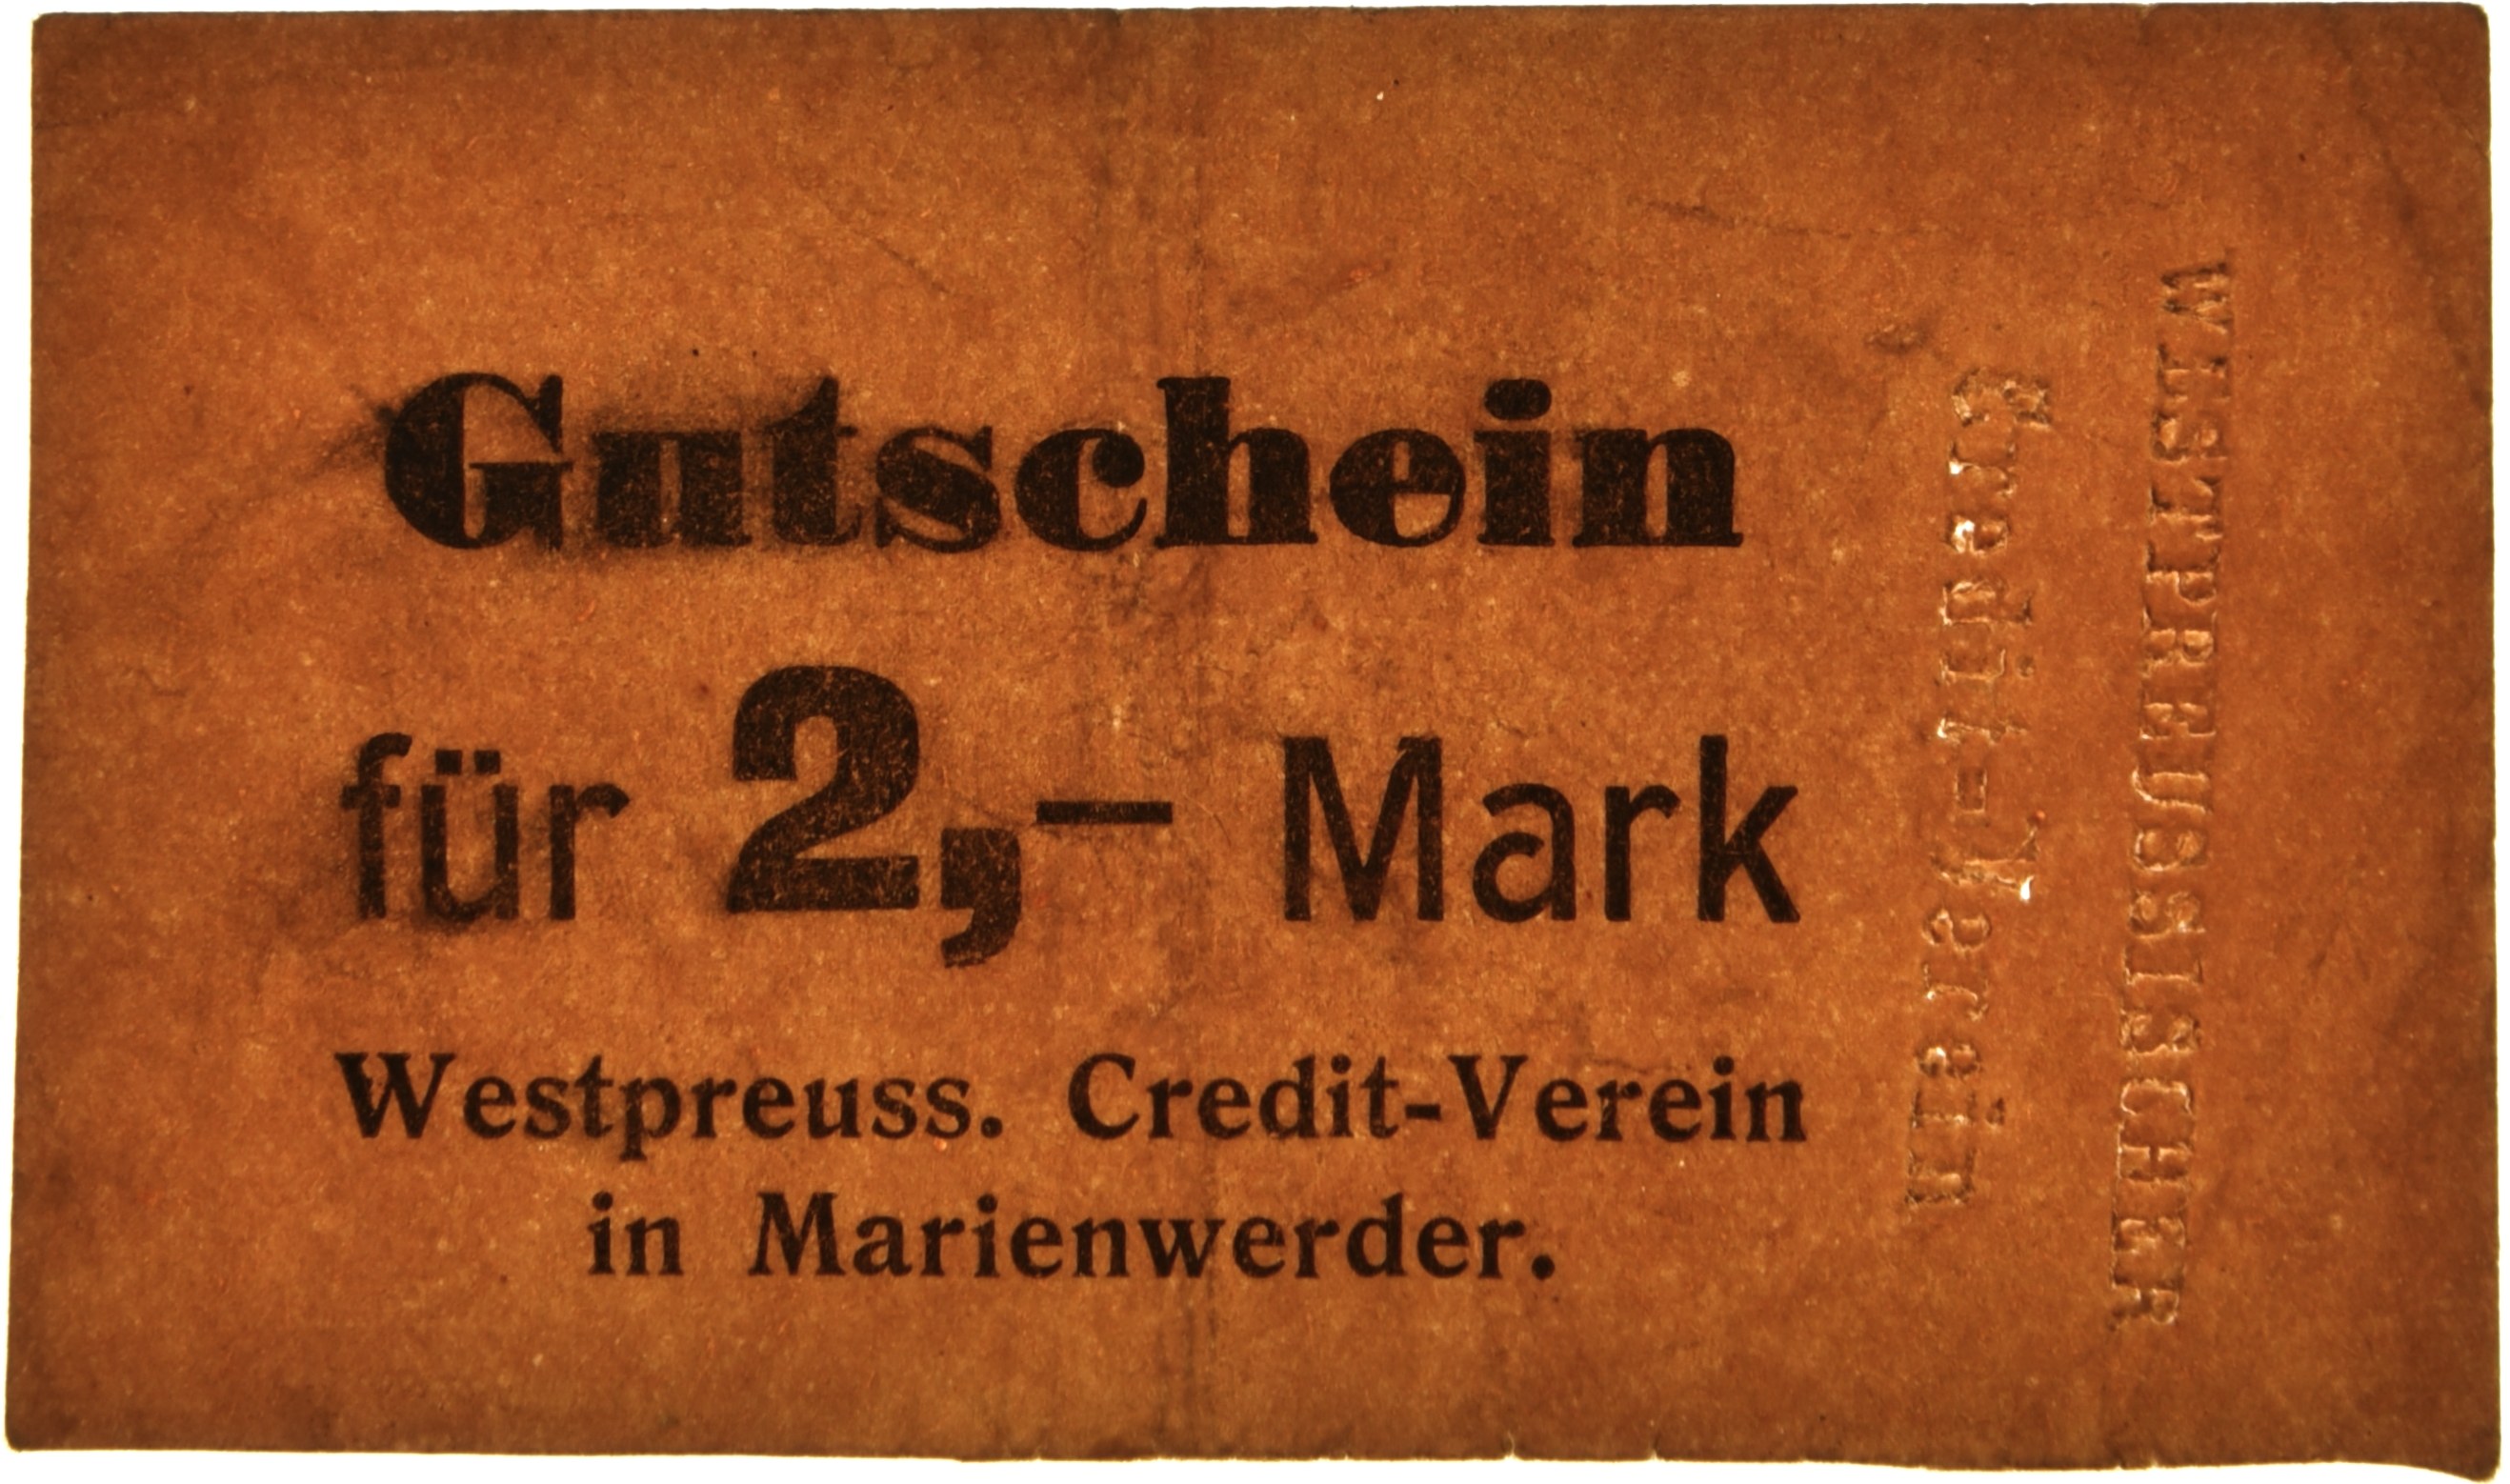 Gutschein
für 2,— Mark
Westpreuss. Credit-Verein
in Marienwerder.
WESTPREUSSISCHER
Credit-Verein